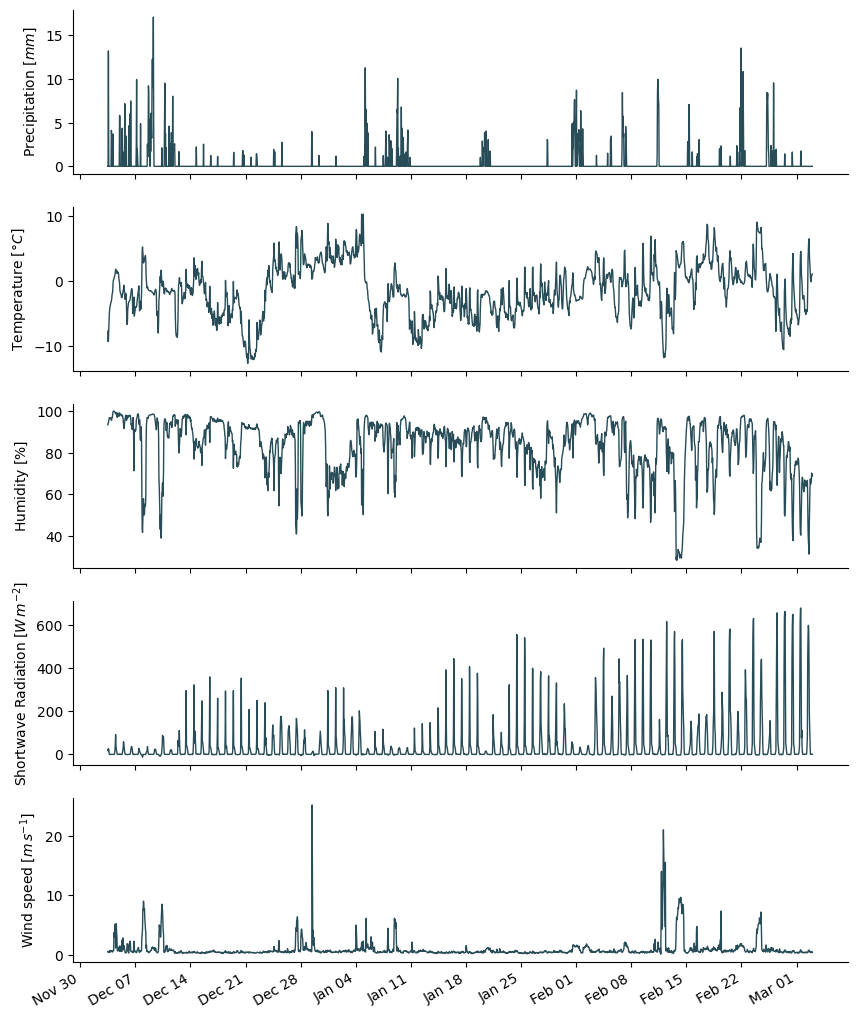 Precipitation [mm]
15
10
5
0
Temperature [°C]
10
0
−10
Humidity [%]
100
80
60
40
Shortwave Radiation [W m⁻²]
600
400
200
0
Wind speed [m s⁻¹]
20
10
0
Nov 30
Dec 07
Dec 14
Dec 21
Dec 28
Jan 04
Jan 11
Jan 18
Jan 25
Feb 01
Feb 08
Feb 15
Feb 22
Mar 01